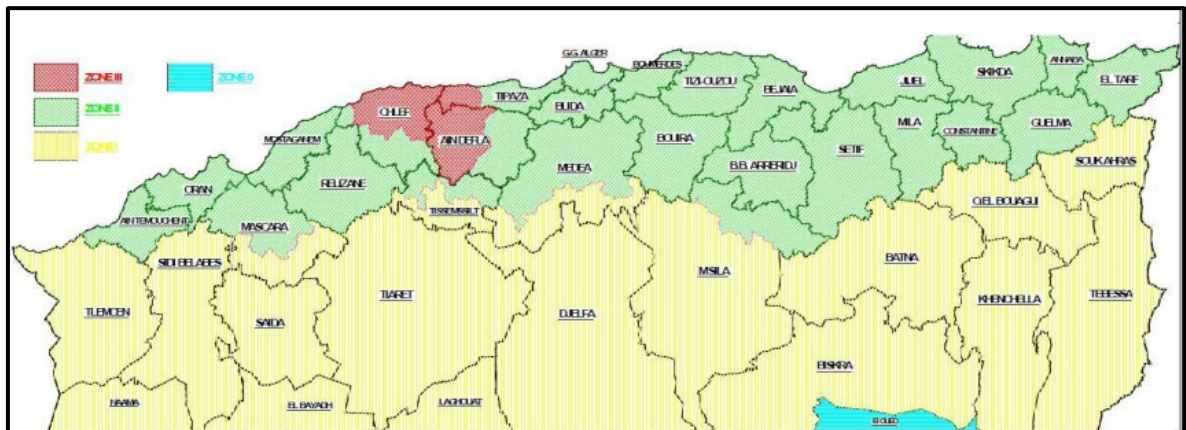 ZONE III
ZONE 0
ZONE II
ZONE I
G.G. ALGER
BOUMERDES
TIZI-OUZOU
BEJAIA
JIJEL
SKIKDA
ANNABA
EL TARF
CHLEF
TIPAZA
BLIDA
AIN DEFLA
BOUIRA
MEDEA
B.B. ARRERIDJ
SETIF
MILA
CONSTANTINE
GUELMA
SOUK AHRAS
MOSTAGANEM
ORAN
RELIZANE
AIN TEMOUCHENT
MASCARA
TISSEMSSILT
O.EL BOUAGUI
SIDI BELABES
BATNA
MSILA
TIARET
KHENCHELLA
TEBESSA
TLEMCEN
SAIDA
DJELFA
BISKRA
NAAMA
EL BAYADH
LAGHOUAT
El OUED